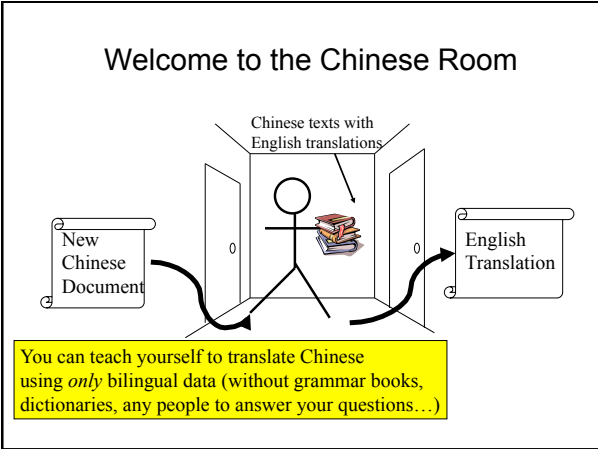 Welcome to the Chinese Room
Chinese texts with
English translations
New
Chinese
Document
English
Translation
You can teach yourself to translate Chinese
using only bilingual data (without grammar books,
dictionaries, any people to answer your questions…)